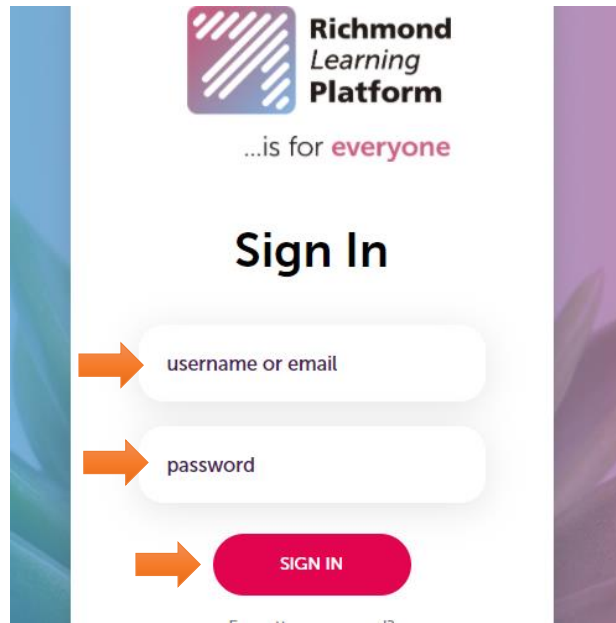 Richmond
Learning
Platform
...is for everyone
Sign In
username or email
password
SIGN IN